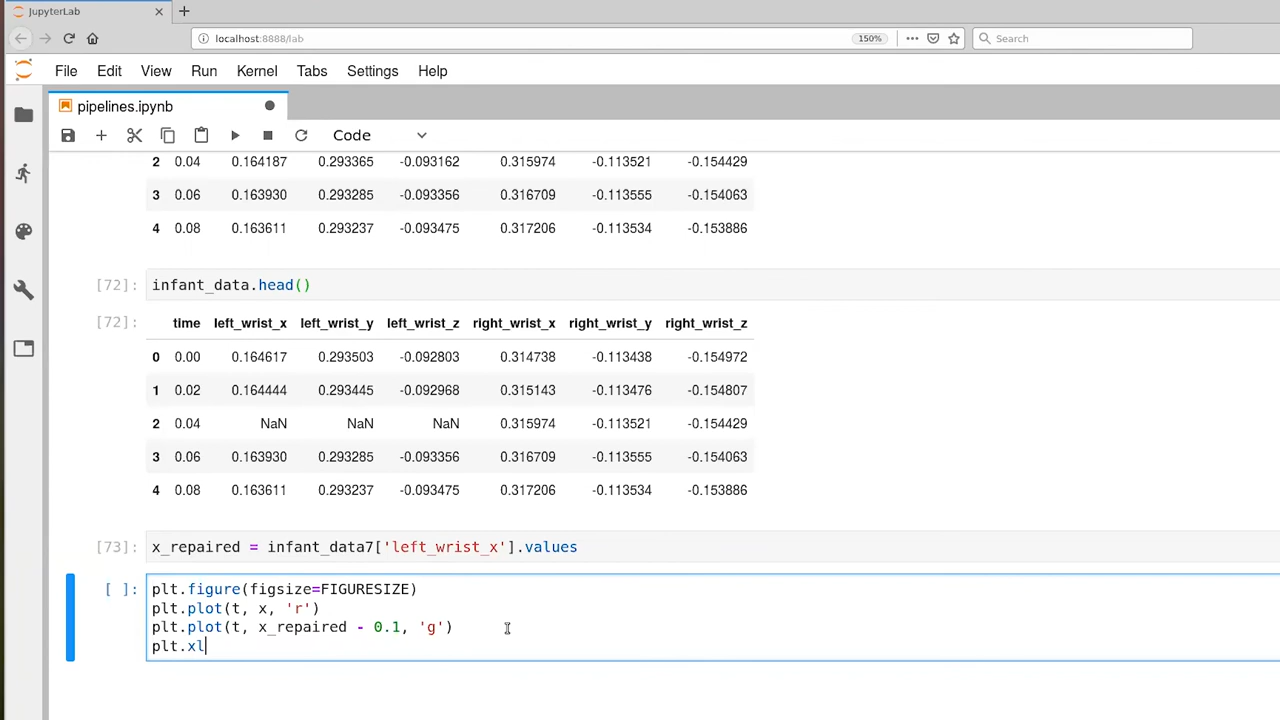 JupyterLab
localhost:8888/lab 150% Search
File Edit View Run Kernel Tabs Settings Help
pipelines.ipynb
Code
2 0.04 0.164187 0.293365 -0.093162 0.315974 -0.113521 -0.154429
3 0.06 0.163930 0.293285 -0.093356 0.316709 -0.113555 -0.154063
4 0.08 0.163611 0.293237 -0.093475 0.317206 -0.113534 -0.153886
[72]: infant_data.head()
[72]: time left_wrist_x left_wrist_y left_wrist_z right_wrist_x right_wrist_y right_wrist_z
0 0.00 0.164617 0.293503 -0.092803 0.314738 -0.113438 -0.154972
1 0.02 0.164444 0.293445 -0.092968 0.315143 -0.113476 -0.154807
2 0.04 NaN NaN NaN 0.315974 -0.113521 -0.154429
3 0.06 0.163930 0.293285 -0.093356 0.316709 -0.113555 -0.154063
4 0.08 0.163611 0.293237 -0.093475 0.317206 -0.113534 -0.153886
[73]: x_repaired = infant_data7['left_wrist_x'].values
[ ]: plt.figure(figsize=FIGURESIZE)
plt.plot(t, x, 'r')
plt.plot(t, x_repaired - 0.1, 'g')
plt.xl